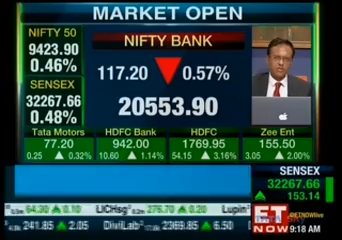 MARKET OPEN
NIFTY 50
9423.90
0.46%
SENSEX
32267.66
0.48%
NIFTY BANK
117.20 0.57%
20553.90
Tata Motors
77.20
0.25 0.32%
HDFC Bank
942.00
10.60 1.14%
HDFC
1769.95
54.15 3.16%
Zee Ent
155.50
3.05 2.00%
SENSEX
32267.66
153.14
64.30 0.10 LICHsg 276.70 0.20 Lupin
241.85 2.05 DiviLab 2369.85 6.50
ET
NOW
@ETNOWlive
9:18 AM